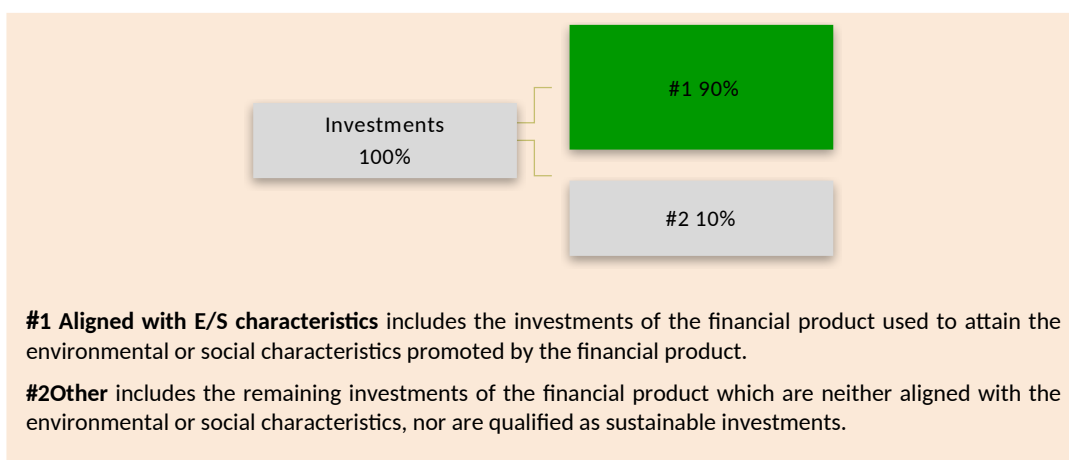 #1 90%
Investments
100%
#2 10%
#1 Aligned with E/S characteristics includes the investments of the financial product used to attain the
environmental or social characteristics promoted by the financial product.
#2Other includes the remaining investments of the financial product which are neither aligned with the
environmental or social characteristics, nor are qualified as sustainable investments.